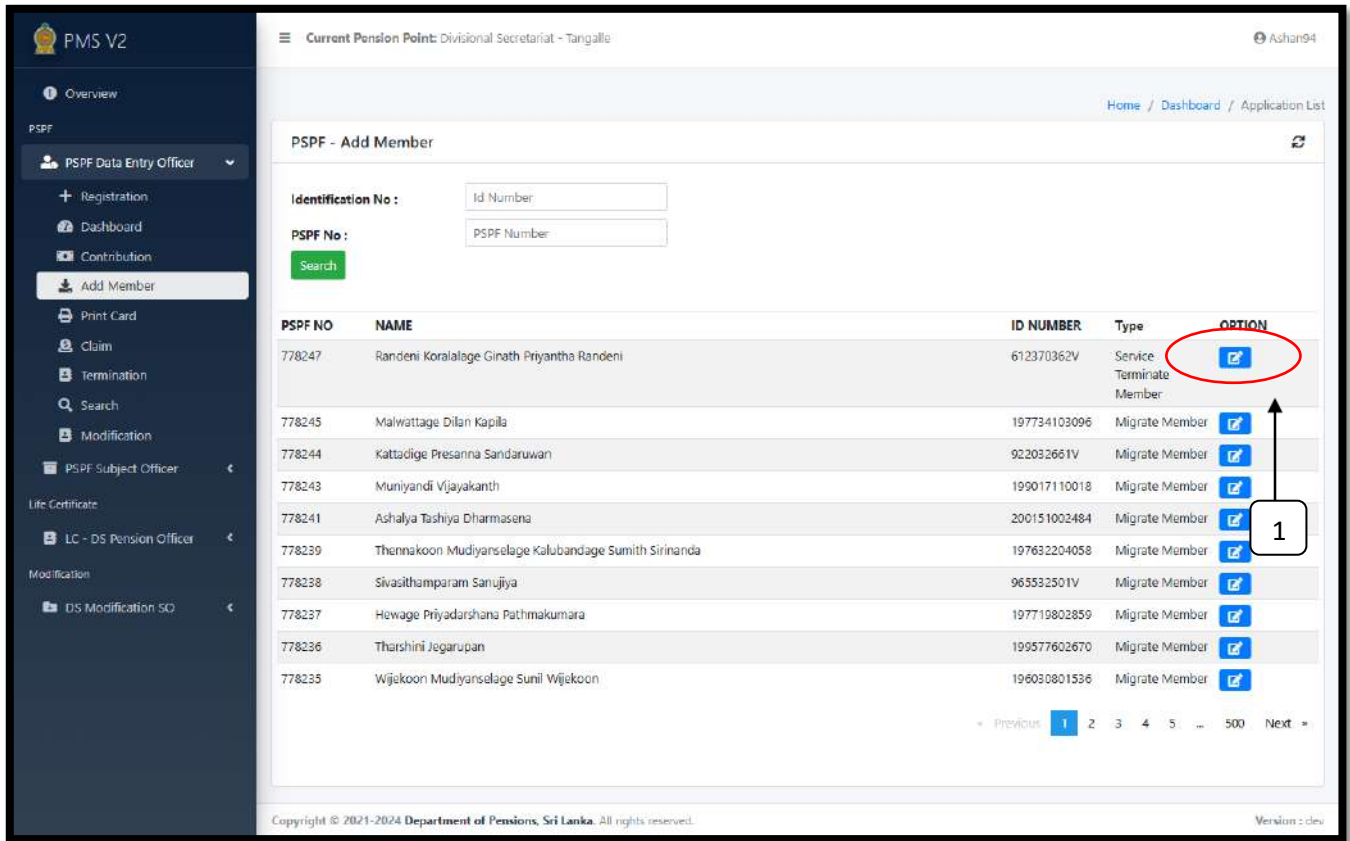 PMS V2
Current Pension Point: Divisional Secretariat - Tangalle
Ashan94
Overview
PSPF
PSPF Data Entry Officer
Registration
Dashboard
Contribution
Add Member
Print Card
Claim
Termination
Search
Modification
PSPF Subject Officer
Life Certificate
LC - DS Pension Officer
Modification
DS Modification SO
Home / Dashboard / Application List
PSPF - Add Member
Identification No : Id Number
PSPF No : PSPF Number
Search
PSPF NO NAME ID NUMBER Type OPTION
778247 Randeni Koralalage Ginath Priyantha Randeni 612370362V Service
Terminate
Member
778245 Malwattage Dilan Kapila 197734103096 Migrate Member
778244 Kattadige Presanna Sandaruwan 922032661V Migrate Member
778243 Muniyandi Vijayakanth 199017110018 Migrate Member
778241 Ashalya Tashiya Dharmasena 200151002484 Migrate Member
778239 Thennakoon Mudiyanselage Kalubandage Sumith Sirinanda 197632204058 Migrate Member
778238 Sivasithamparam Sanujiya 965532501V Migrate Member
778237 Hewage Priyadarshana Pathmakumara 197719802859 Migrate Member
778236 Tharshini Jegarupan 199577602670 Migrate Member
778235 Wijekoon Mudiyanselage Sunil Wijekoon 196030801536 Migrate Member
1
« Previous 1 2 3 4 5 ... 500 Next »
Copyright © 2021-2024 Department of Pensions, Sri Lanka. All rights reserved.
Version : dev